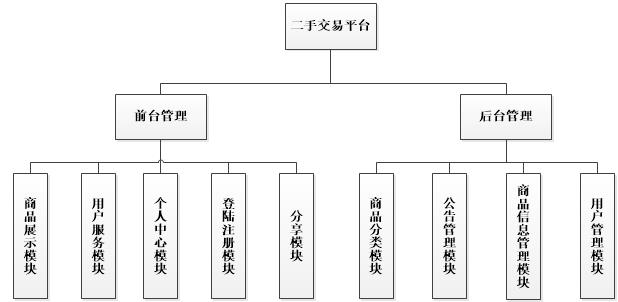 二手交易平台
前台管理
后台管理
商品展示模块
用户服务模块
个人中心模块
登陆注册模块
分享模块
商品分类模块
公告管理模块
商品信息管理模块
用户管理模块